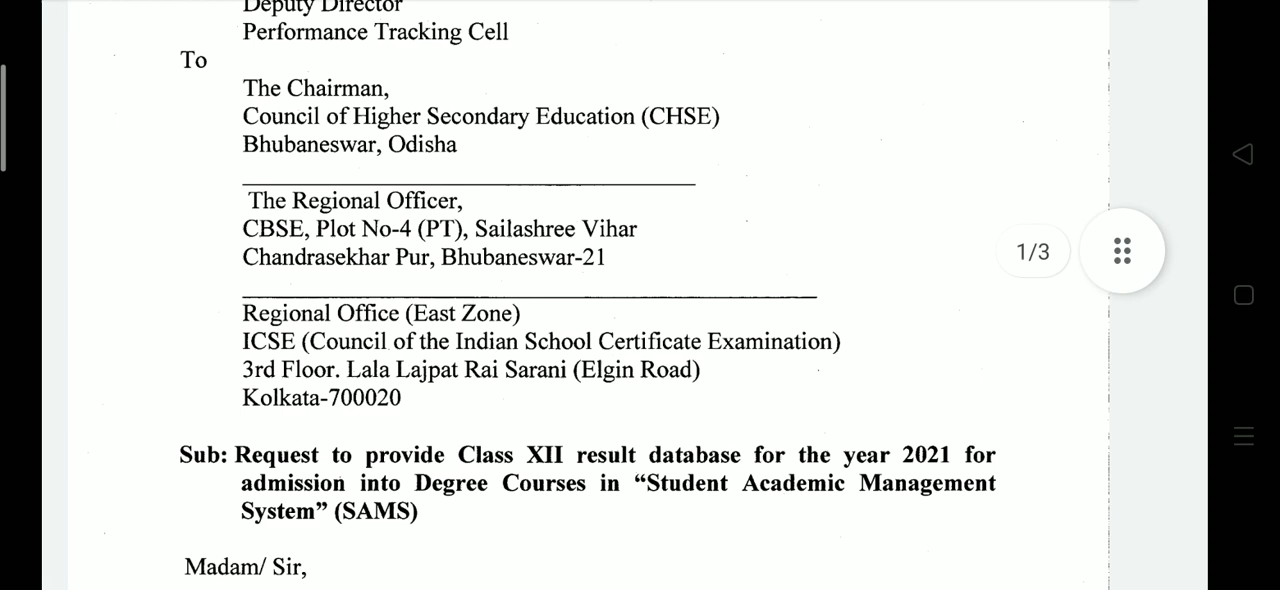 Deputy Director
Performance Tracking Cell
To
The Chairman,
Council of Higher Secondary Education (CHSE)
Bhubaneswar, Odisha
The Regional Officer,
CBSE, Plot No-4 (PT), Sailashree Vihar
Chandrasekhar Pur, Bhubaneswar-21
1/3
Regional Office (East Zone)
ICSE (Council of the Indian School Certificate Examination)
3rd Floor. Lala Lajpat Rai Sarani (Elgin Road)
Kolkata-700020
Sub: Request to provide Class XII result database for the year 2021 for
admission into Degree Courses in “Student Academic Management
System” (SAMS)
Madam/ Sir,